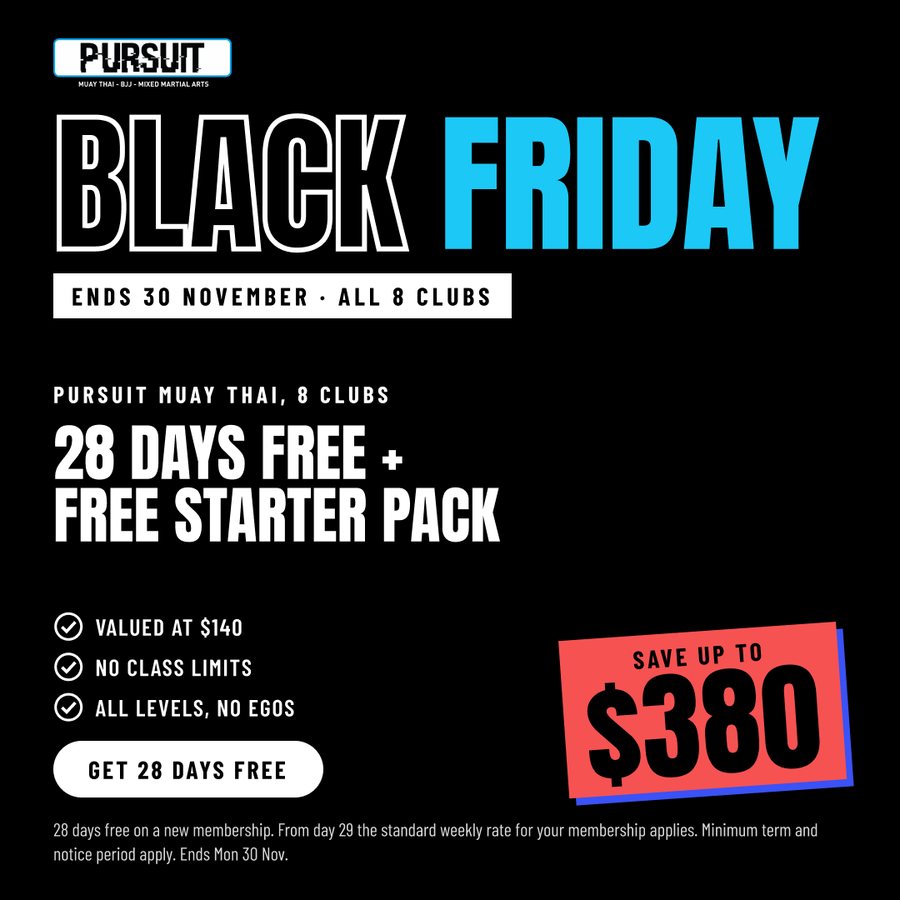 PURSUIT
MUAY THAI - BJJ - MIXED MARTIAL ARTS
BLACK FRIDAY
ENDS 30 NOVEMBER · ALL 8 CLUBS
PURSUIT MUAY THAI, 8 CLUBS
28 DAYS FREE +
FREE STARTER PACK
VALUED AT $140
NO CLASS LIMITS
ALL LEVELS, NO EGOS
SAVE UP TO
$380
GET 28 DAYS FREE
28 days free on a new membership. From day 29 the standard weekly rate for your membership applies. Minimum term and
notice period apply. Ends Mon 30 Nov.